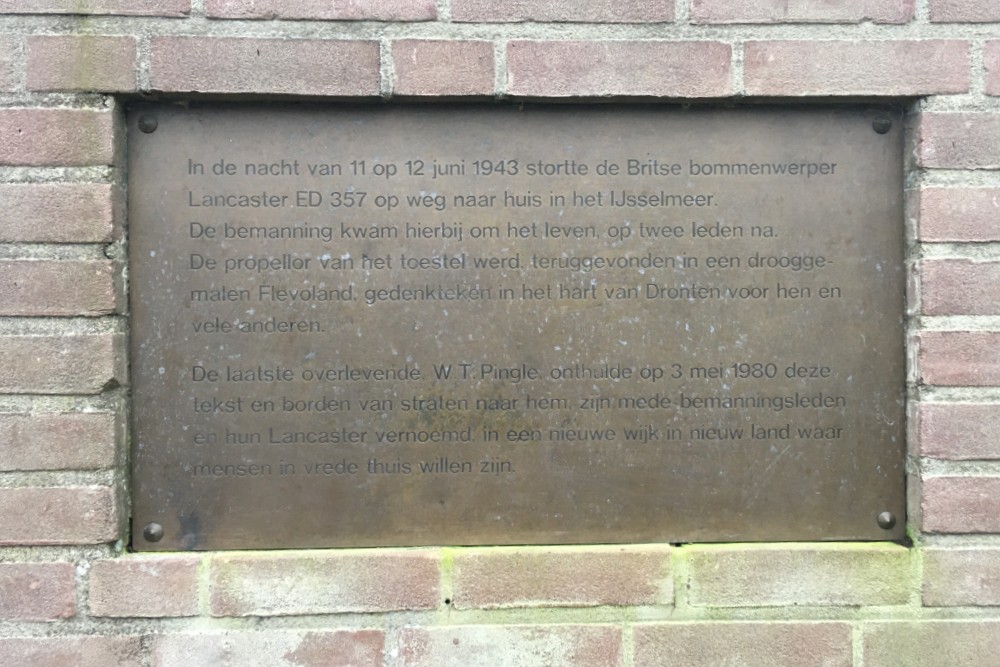 In de nacht van 11 op 12 juni 1943 stortte de Britse bommenwerper
Lancaster ED 357 op weg naar huis in het IJsselmeer.
De bemanning kwam hierbij om het leven, op twee leden na.
De propellor van het toestel werd, teruggevonden in een droogge-
malen Flevoland, gedenkteken in het hart van Dronten voor hen en
vele anderen.
De laatste overlevende, W.T. Pingle, onthulde op 3 mei 1980 deze
tekst en borden van straten naar hem, zijn mede-bemanningsleden
en hun Lancaster vernoemd, in een nieuwe wijk in nieuw land waar
mensen in vrede thuis willen zijn.